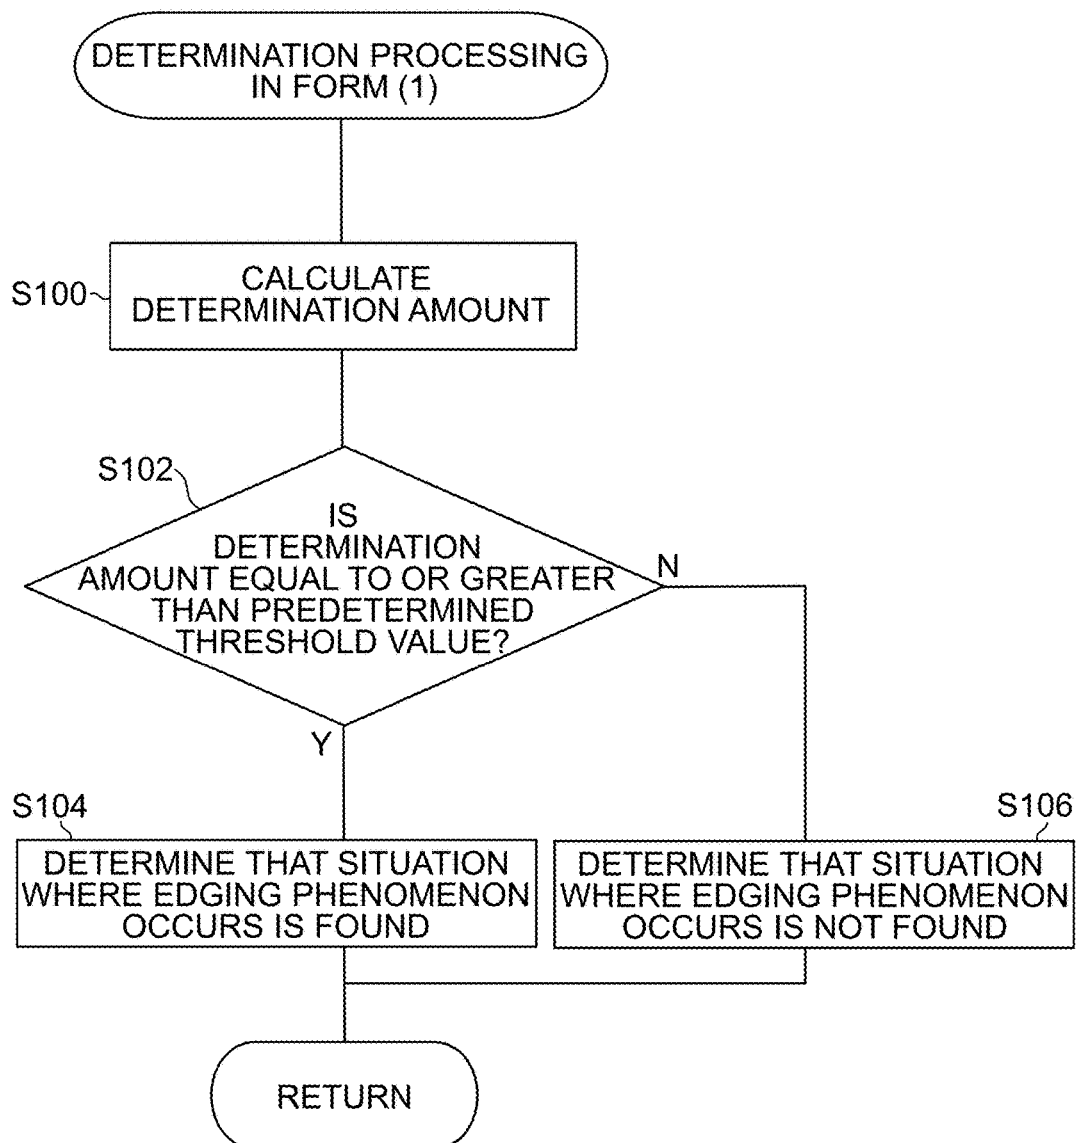 DETERMINATION PROCESSING
IN FORM (1)
S100
CALCULATE
DETERMINATION AMOUNT
S102
IS
DETERMINATION
AMOUNT EQUAL TO OR GREATER
THAN PREDETERMINED
THRESHOLD VALUE?
N
Y
S104
DETERMINE THAT SITUATION
WHERE EDGING PHENOMENON
OCCURS IS FOUND
S106
DETERMINE THAT SITUATION
WHERE EDGING PHENOMENON
OCCURS IS NOT FOUND
RETURN